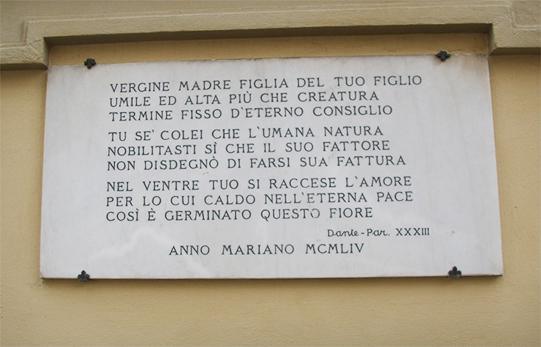 VERGINE MADRE FIGLIA DEL TUO FIGLIO
UMILE ED ALTA PIÙ CHE CREATURA
TERMINE FISSO D'ETERNO CONSIGLIO
TU SE' COLEI CHE L'UMANA NATURA
NOBILITASTI SÌ CHE IL SUO FATTORE
NON DISDEGNÒ DI FARSI SUA FATTURA
NEL VENTRE TUO SI RACCESE L'AMORE
PER LO CUI CALDO NELL'ETERNA PACE
COSÌ È GERMINATO QUESTO FIORE
Dante - Par. XXXIII
ANNO MARIANO MCMLIV